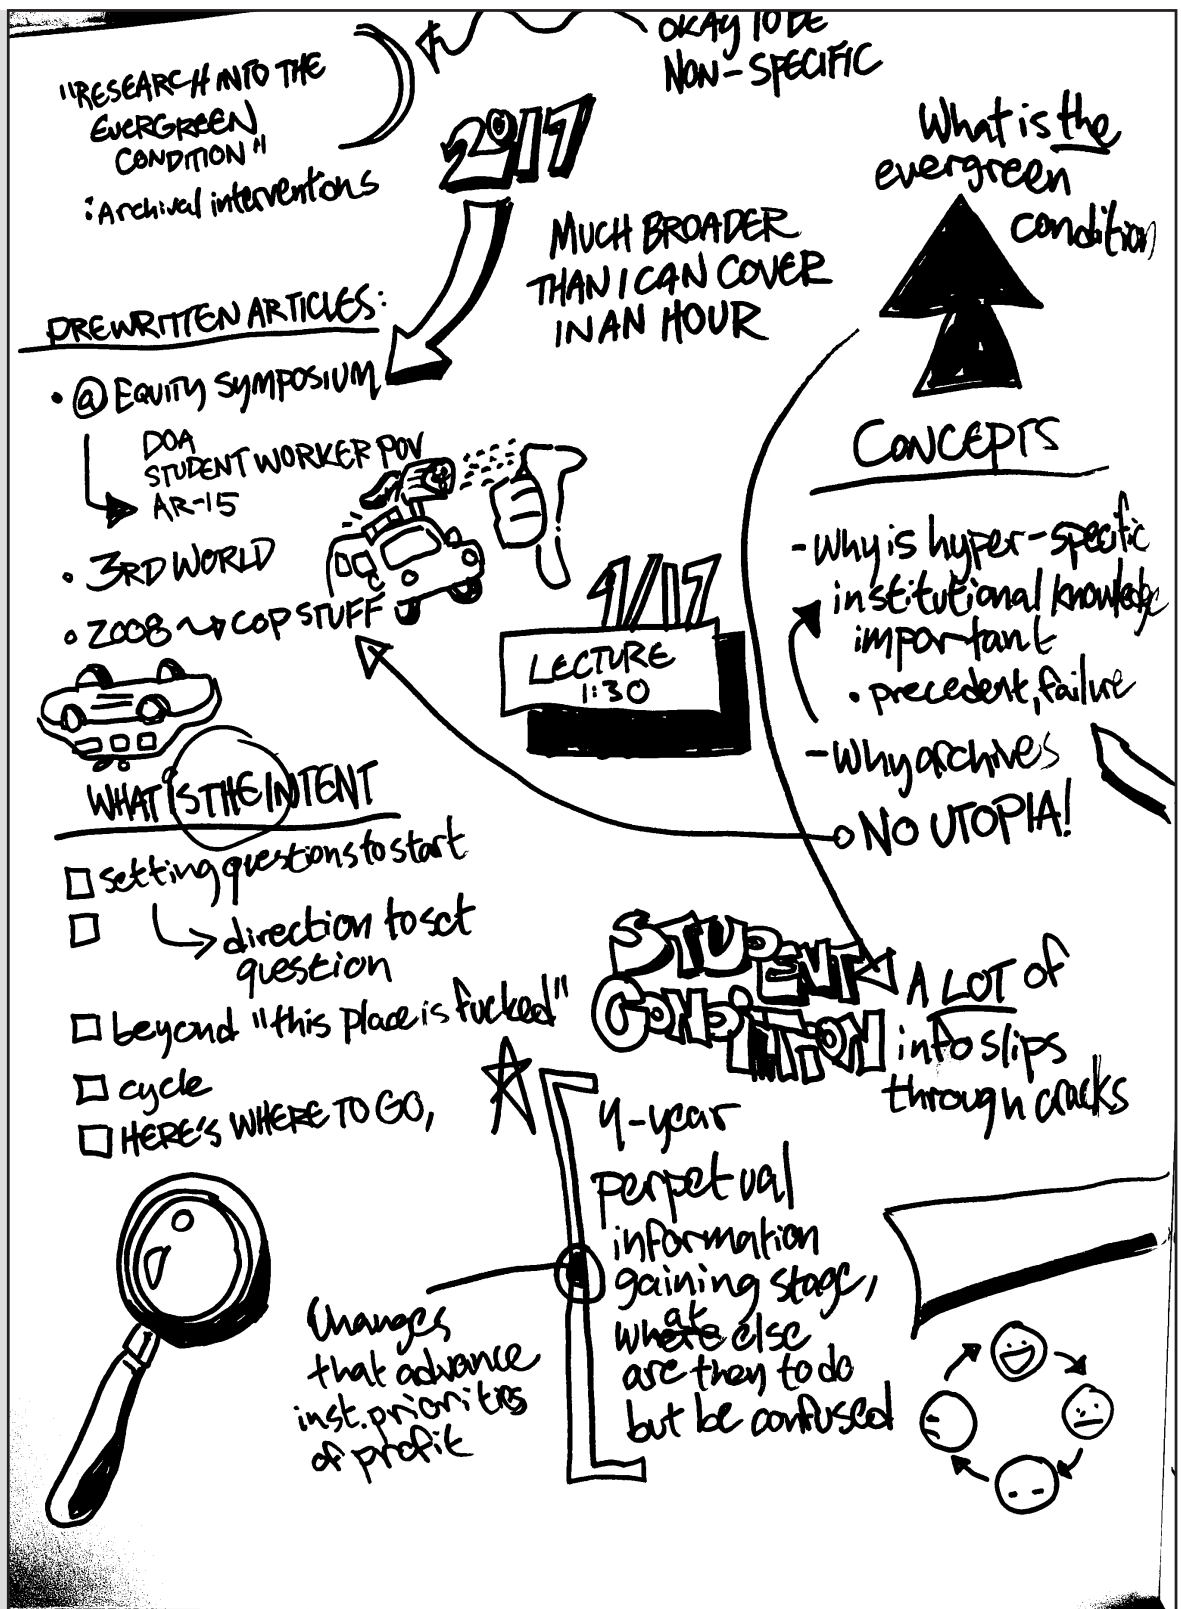 "RESEARCH INTO THE
EVERGREEN
CONDITION"
: Archival interventions
OKAY TO BE
NON-SPECIFIC
2017
MUCH BROADER
THAN I CAN COVER
IN AN HOUR
What is the
evergreen
condition
PREWRITTEN ARTICLES:
• @ EQUITY SYMPOSIUM
DOA
STUDENT WORKER POV
AR-15
• 3RD WORLD
• 2008 → COP STUFF
4/17
LECTURE
1:30
CONCEPTS
- Why is hyper-specific
institutional knowledge
important
• precedent, failure
- Why archives
NO UTOPIA!
WHAT IS THE INTENT
setting questions to start
direction to set
question
beyond "this place is fucked"
cycle
HERE'S WHERE TO GO,
STUDENT
CONDITION
A LOT of
info slips
through cracks
4-year
perpetual
information
gaining stage,
what else
are they to do
but be confused
Changes
that advance
inst. priorities
of profit